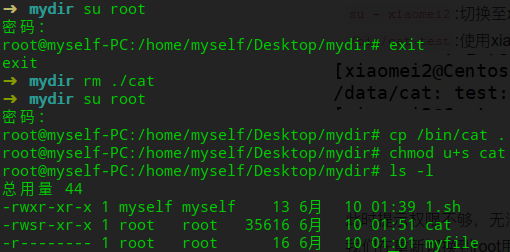 ➜ mydir su root
密码：
root@myself-PC:/home/myself/Desktop/mydir# exit
exit
➜ mydir rm ./cat
➜ mydir su root
密码：
root@myself-PC:/home/myself/Desktop/mydir# cp /bin/cat .
root@myself-PC:/home/myself/Desktop/mydir# chmod u+s cat
root@myself-PC:/home/myself/Desktop/mydir# ls -l
总用量 44
-rwxr-xr-x 1 myself myself 13 6月 10 01:39 1.sh
-rwsr-xr-x 1 root root 35616 6月 10 11:51 cat
-r-------- 1 root root 16 6月 10 01:01 myfile
su - xiaomei2 :切换至
:使用xia
[xiaomei2@Centos
/data/cat: test: